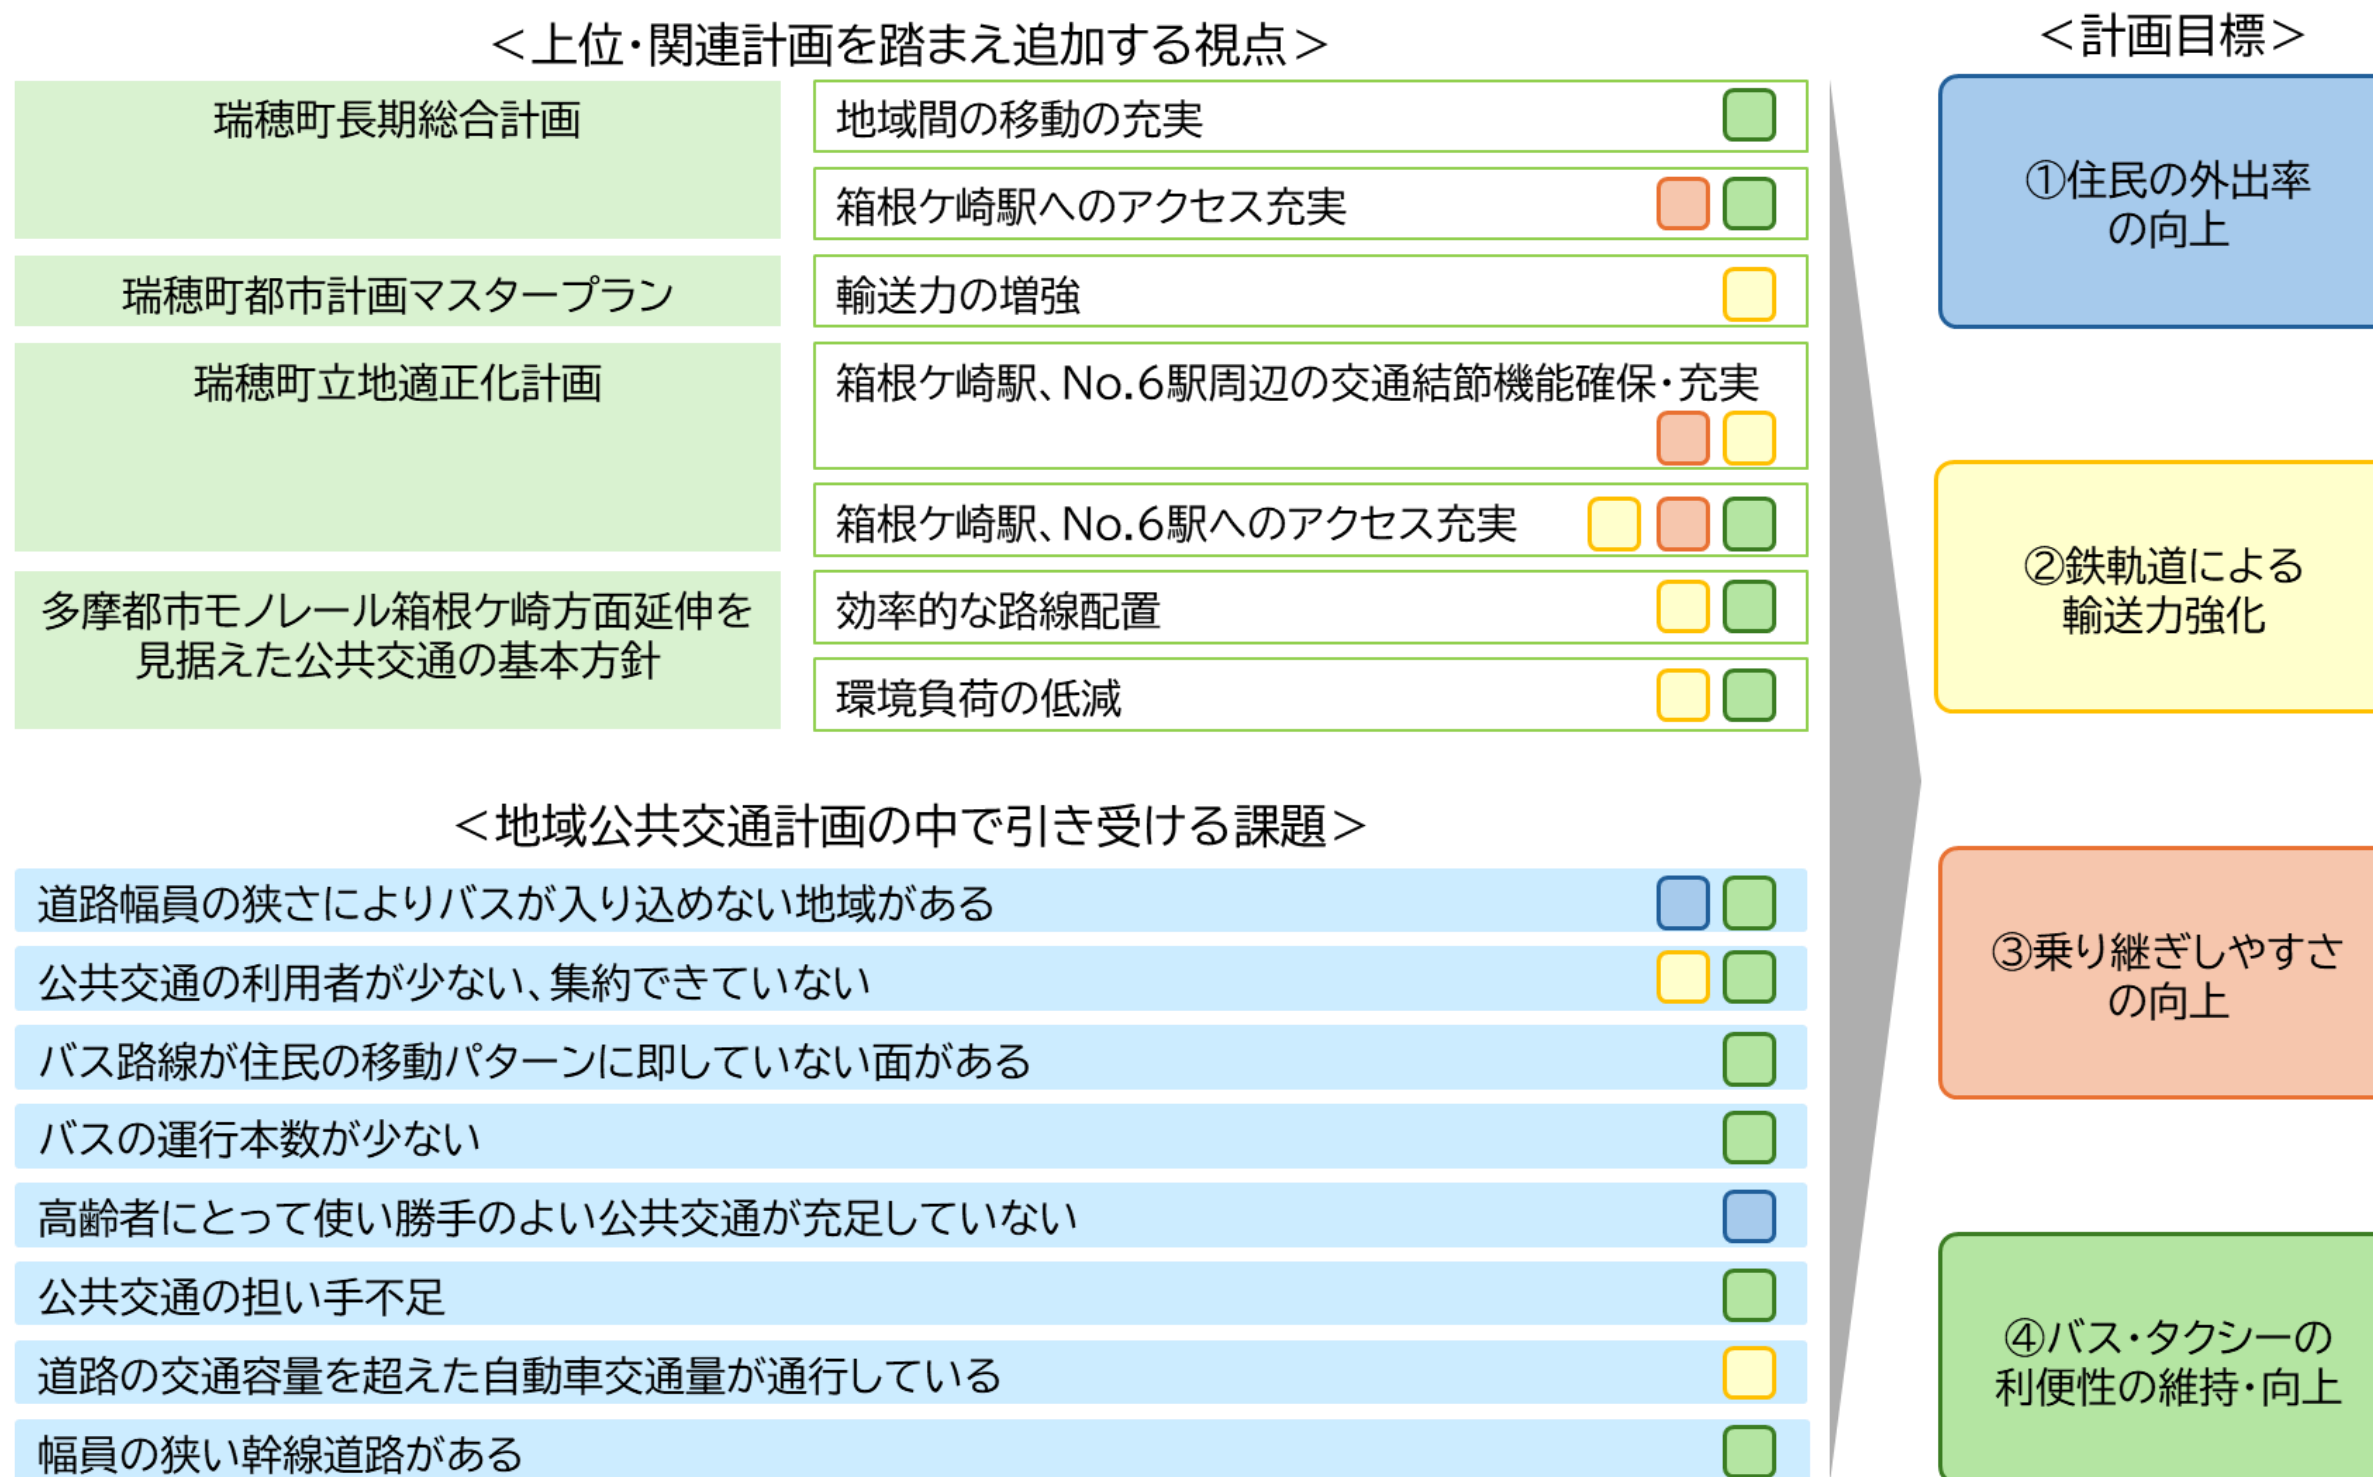 ＜上位・関連計画を踏まえ追加する視点＞
瑞穂町長期総合計画
地域間の移動の充実
箱根ケ崎駅へのアクセス充実
瑞穂町都市計画マスタープラン
輸送力の増強
瑞穂町立地適正化計画
箱根ケ崎駅、No.6駅周辺の交通結節機能確保・充実
箱根ケ崎駅、No.6駅へのアクセス充実
多摩都市モノレール箱根ケ崎方面延伸を
見据えた公共交通の基本方針
効率的な路線配置
環境負荷の低減
＜地域公共交通計画の中で引き受ける課題＞
道路幅員の狭さによりバスが入り込めない地域がある
公共交通の利用者が少ない、集約できていない
バス路線が住民の移動パターンに即していない面がある
バスの運行本数が少ない
高齢者にとって使い勝手のよい公共交通が充足していない
公共交通の担い手不足
道路の交通容量を超えた自動車交通量が通行している
幅員の狭い幹線道路がある
＜計画目標＞
①住民の外出率
の向上
②鉄軌道による
輸送力強化
③乗り継ぎしやすさ
の向上
④バス・タクシーの
利便性の維持・向上